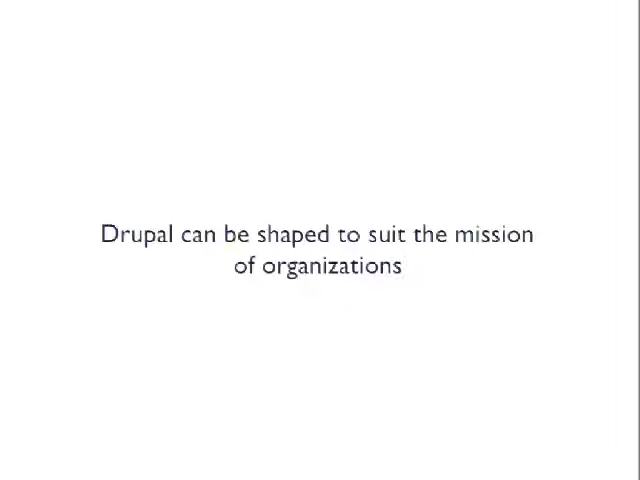 Drupal can be shaped to suit the mission
of organizations